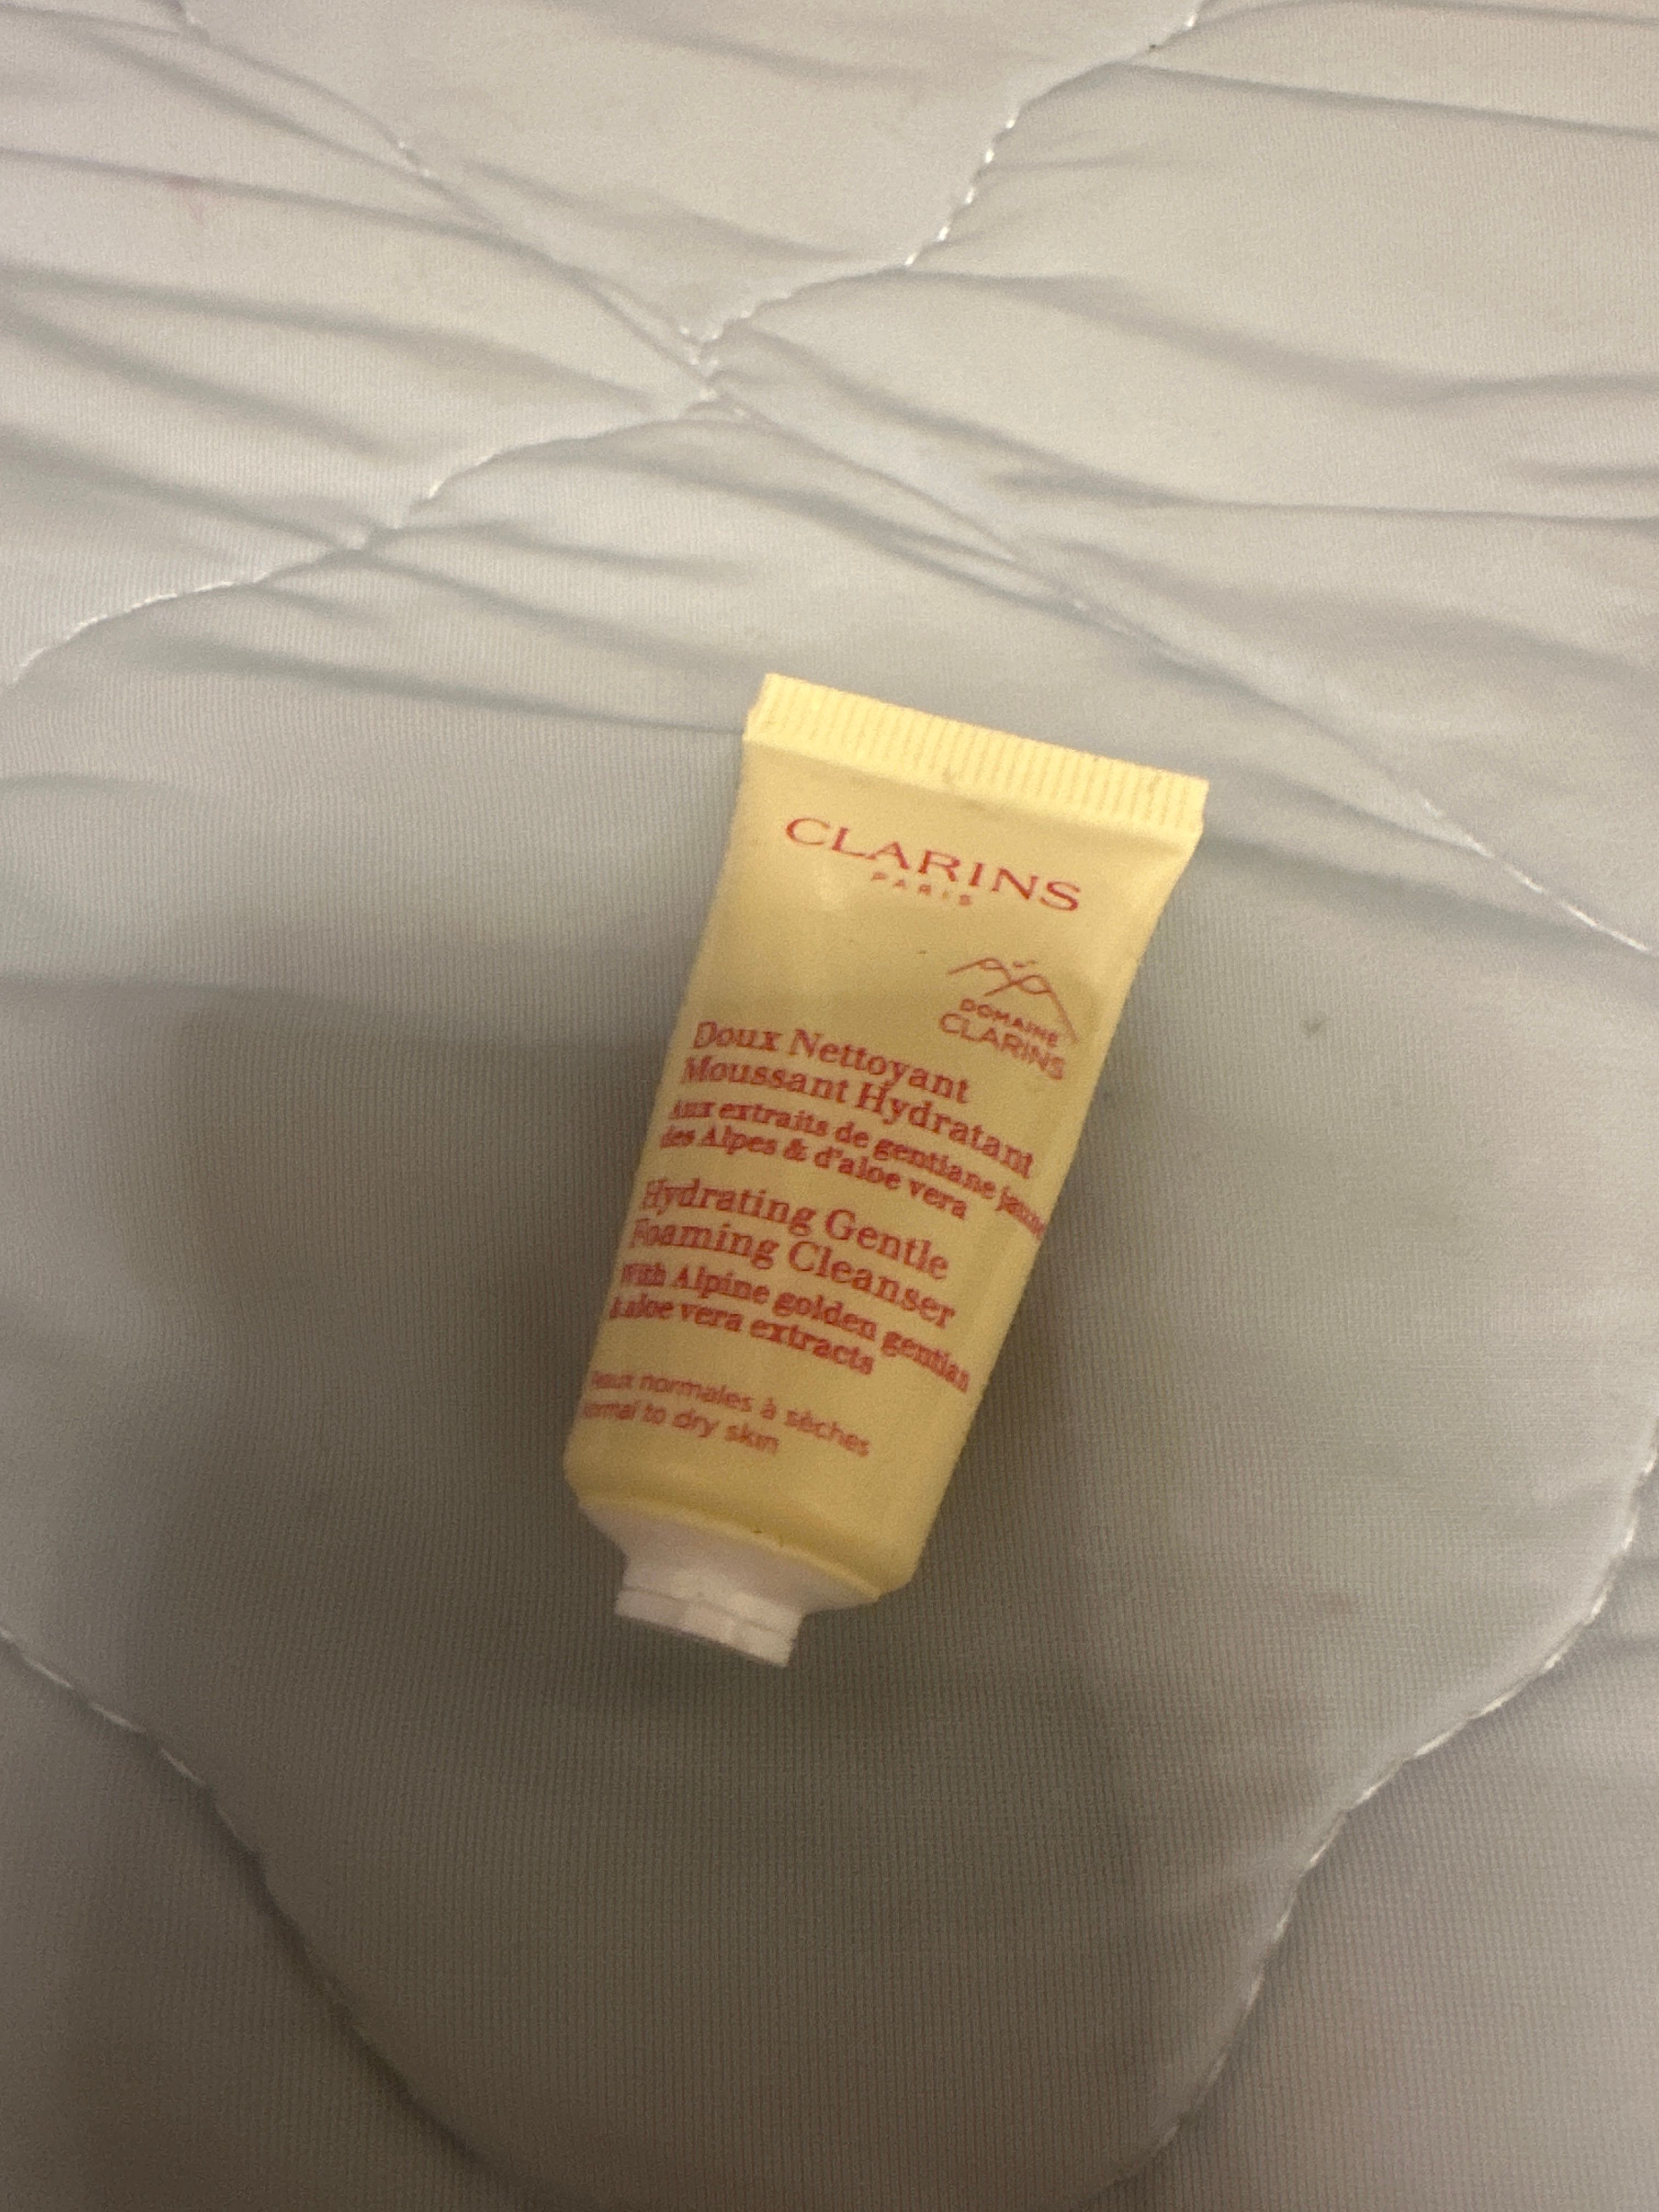 CLARINS
PARIS
DOMAINE
CLARINS
Doux Nettoyant
Moussant Hydratant
Aux extraits de gentiane jaune
des Alpes & d'aloe vera
Hydrating Gentle
Foaming Cleanser
With Alpine golden gentian
& aloe vera extracts
Peaux normales à sèches
Normal to dry skin